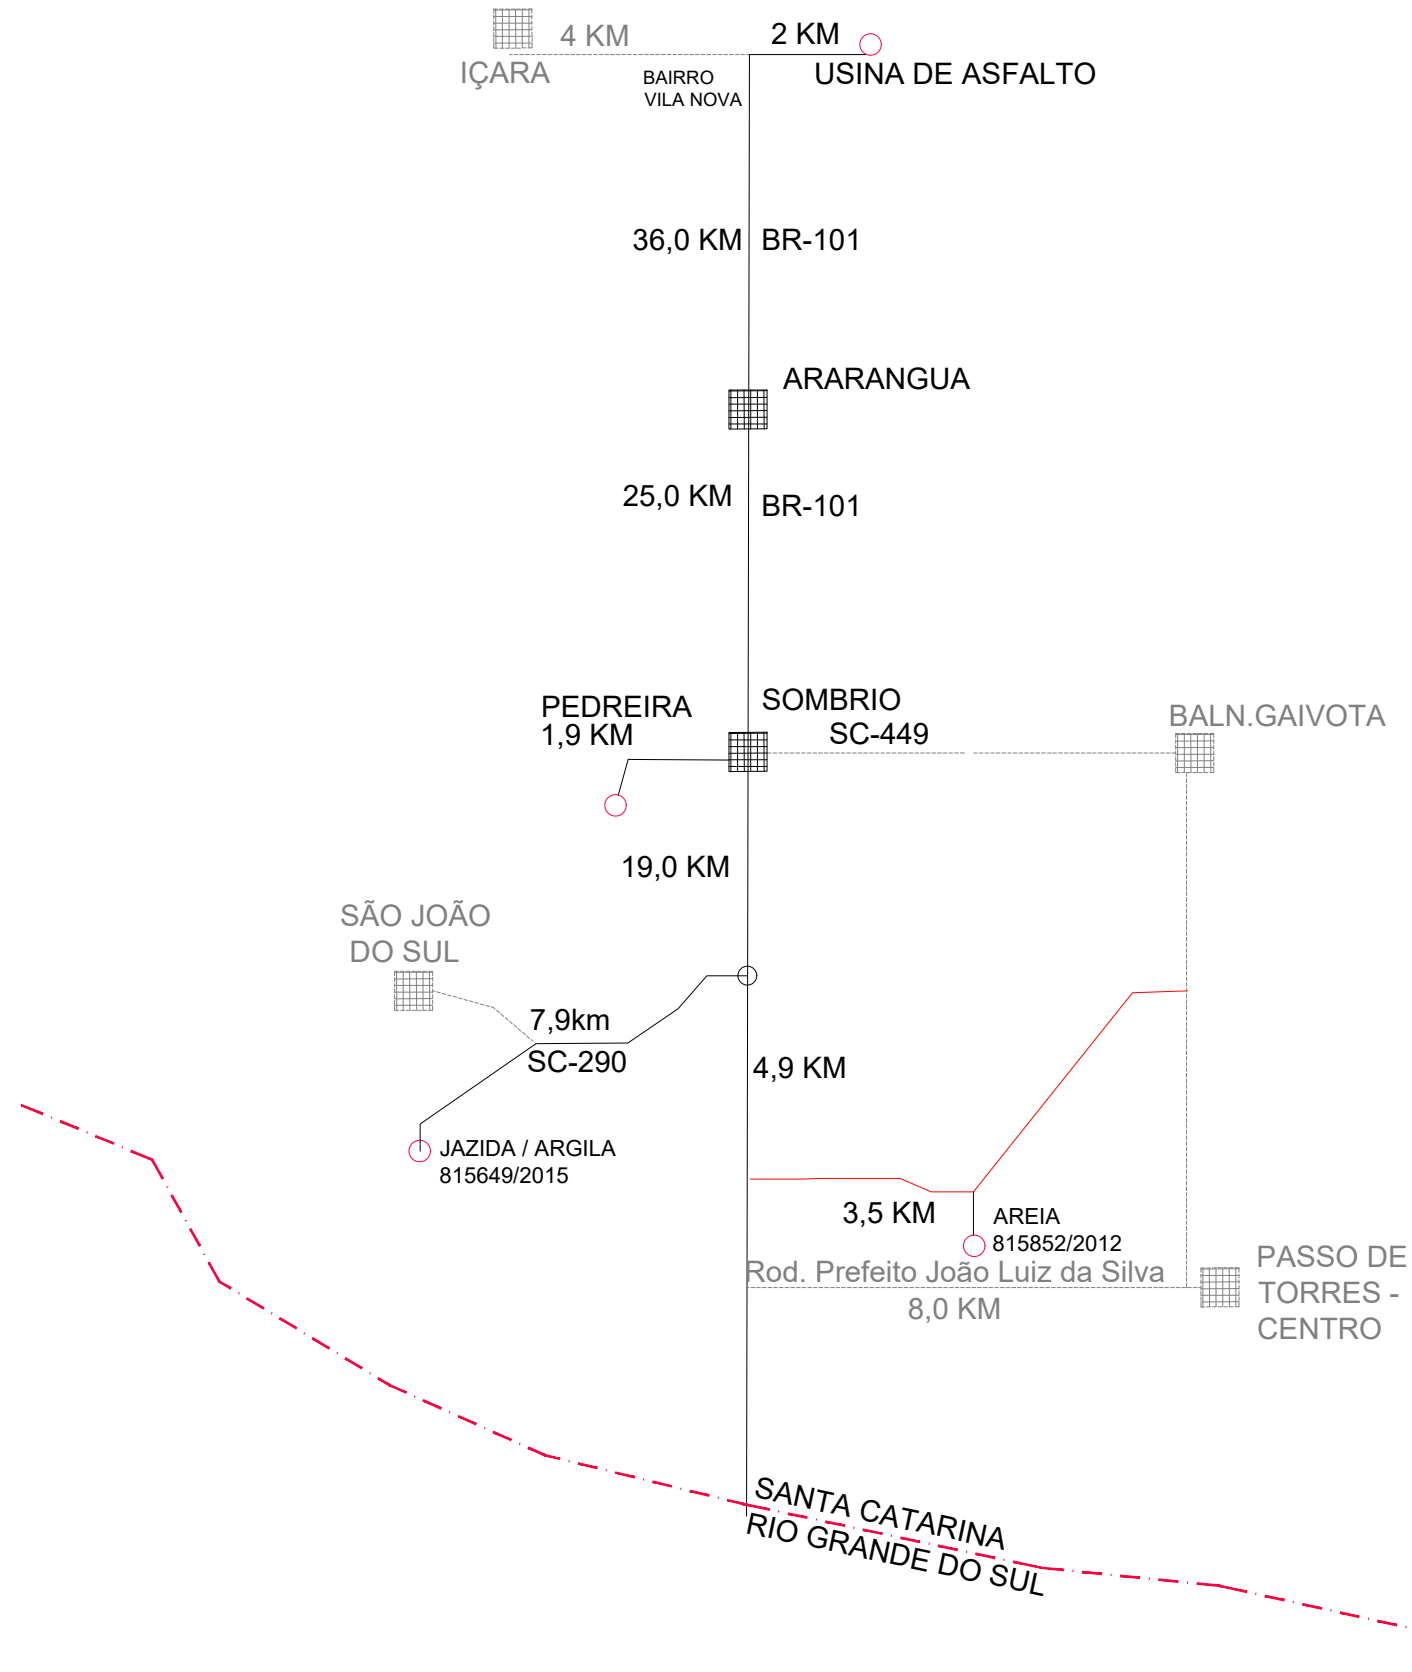 4 KM
2 KM
IÇARA
USINA DE ASFALTO
BAIRRO
VILA NOVA
36,0 KM
BR-101
ARARANGUA
25,0 KM
BR-101
PEDREIRA
1,9 KM
SOMBRIO
SC-449
BALN.GAIVOTA
19,0 KM
SÃO JOÃO
DO SUL
7,9km
SC-290
4,9 KM
JAZIDA / ARGILA
815649/2015
3,5 KM
AREIA
815852/2012
Rod. Prefeito João Luiz da Silva
8,0 KM
PASSO DE
TORRES -
CENTRO
SANTA CATARINA
RIO GRANDE DO SUL